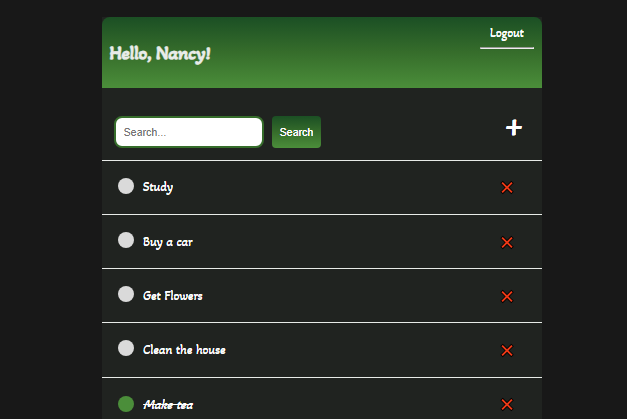 Logout
Hello, Nancy!
Search...
Search
Study
Buy a car
Get Flowers
Clean the house
Make tea